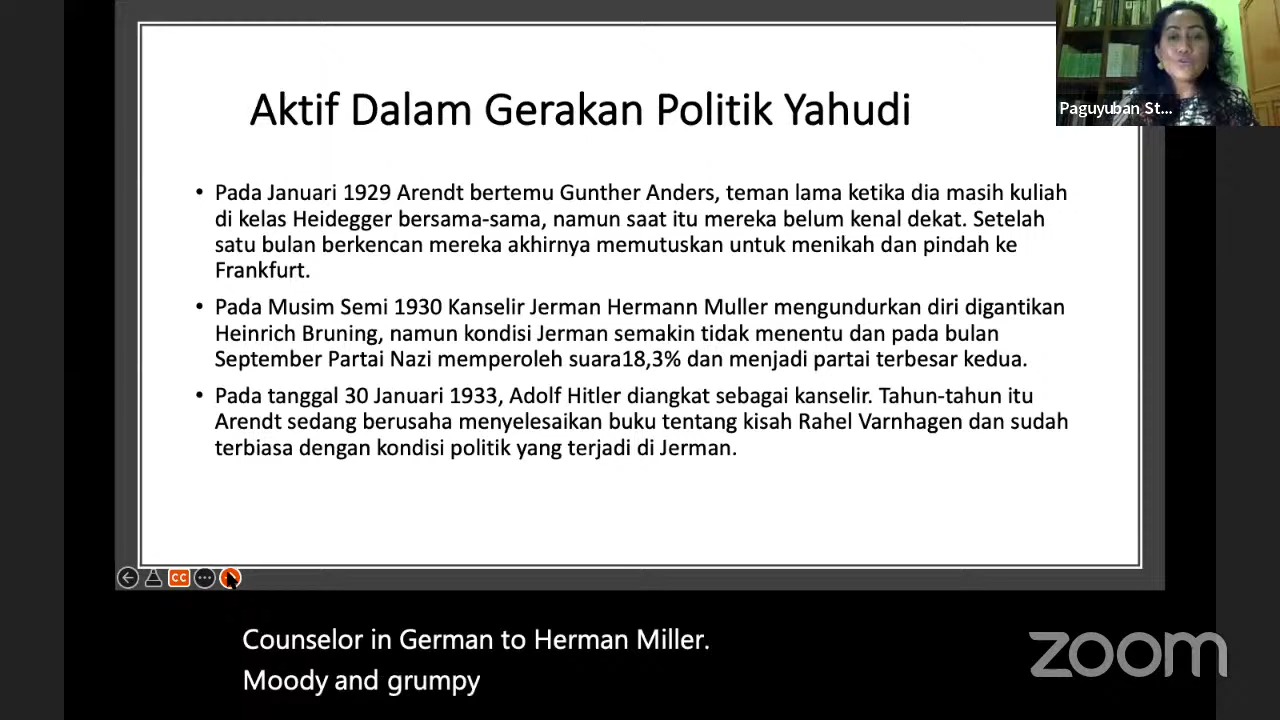 Aktif Dalam Gerakan Politik Yahudi
Paguyuban St...
• Pada Januari 1929 Arendt bertemu Gunther Anders, teman lama ketika dia masih kuliah
di kelas Heidegger bersama-sama, namun saat itu mereka belum kenal dekat. Setelah
satu bulan berkencan mereka akhirnya memutuskan untuk menikah dan pindah ke
Frankfurt.
• Pada Musim Semi 1930 Kanselir Jerman Hermann Muller mengundurkan diri digantikan
Heinrich Bruning, namun kondisi Jerman semakin tidak menentu dan pada bulan
September Partai Nazi memperoleh suara18,3% dan menjadi partai terbesar kedua.
• Pada tanggal 30 Januari 1933, Adolf Hitler diangkat sebagai kanselir. Tahun-tahun itu
Arendt sedang berusaha menyelesaikan buku tentang kisah Rahel Varnhagen dan sudah
terbiasa dengan kondisi politik yang terjadi di Jerman.
CC
Counselor in German to Herman Miller.
Moody and grumpy
zoom